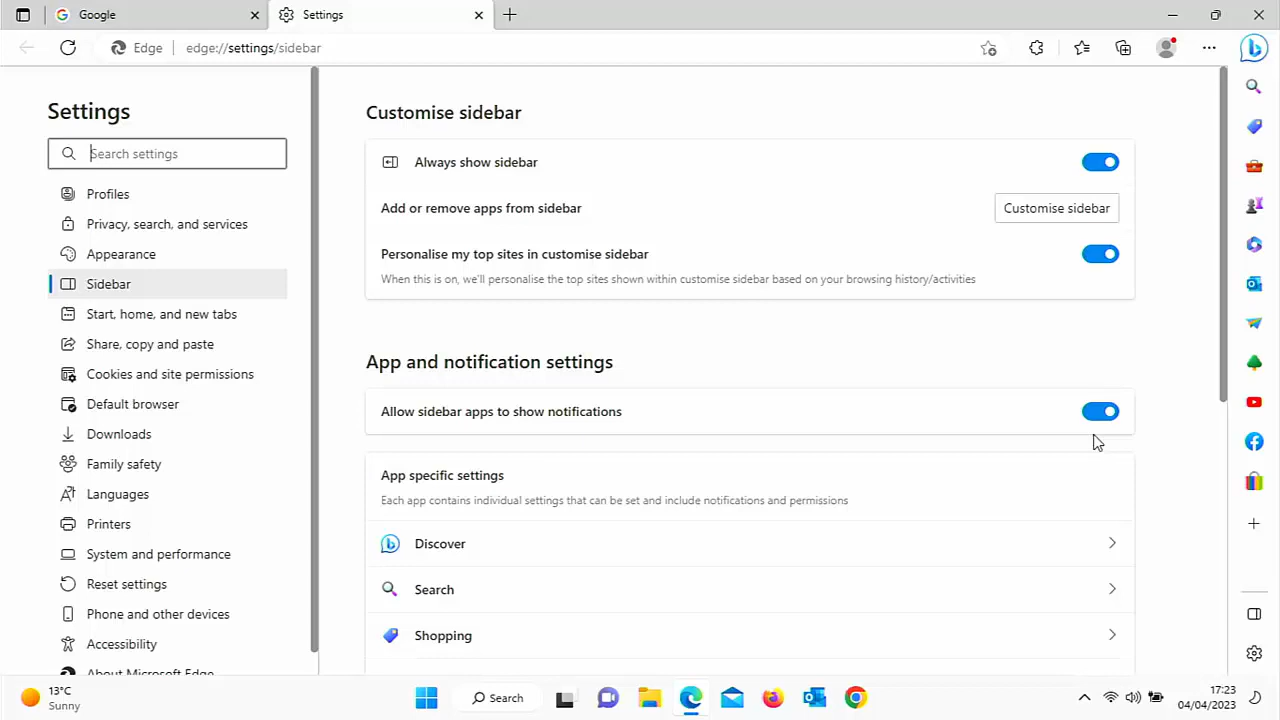 Google
Settings
Edge
edge://settings/sidebar
Settings
Search settings
Profiles
Privacy, search, and services
Appearance
Sidebar
Start, home, and new tabs
Share, copy and paste
Cookies and site permissions
Default browser
Downloads
Family safety
Languages
Printers
System and performance
Reset settings
Phone and other devices
Accessibility
About Microsoft Edge
Customise sidebar
Always show sidebar
Add or remove apps from sidebar
Customise sidebar
Personalise my top sites in customise sidebar
When this is on, we'll personalise the top sites shown within customise sidebar based on your browsing history/activities
App and notification settings
Allow sidebar apps to show notifications
App specific settings
Each app contains individual settings that can be set and include notifications and permissions
Discover
Search
Shopping
13°C
Sunny
Search
17:23
04/04/2023